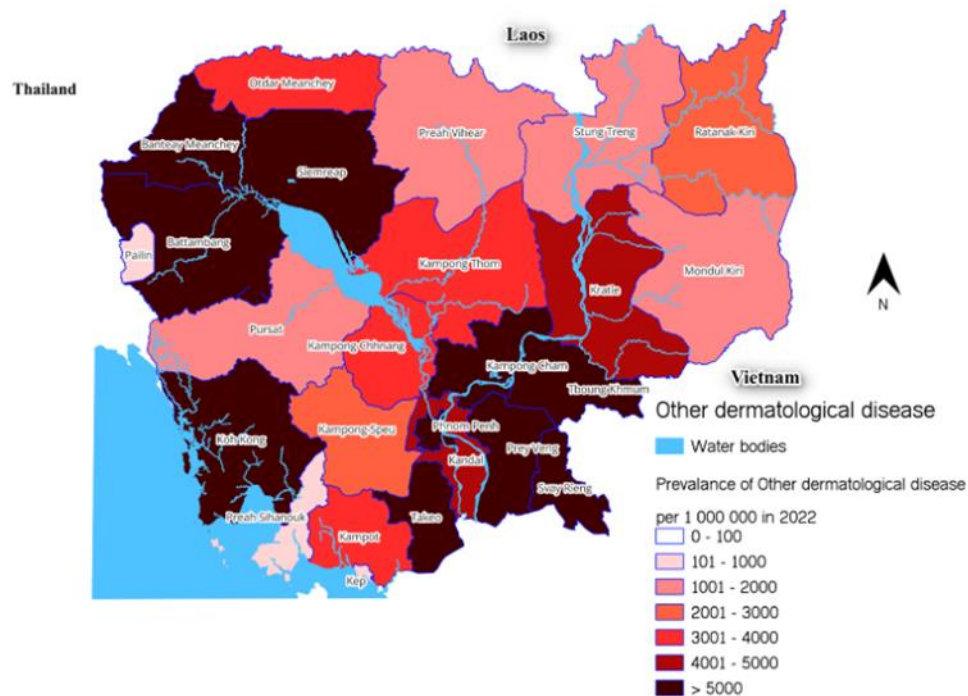 Laos
Thailand
Otdar Meanchey
Preah Vihear
Stung Treng
Ratanak Kiri
Banteay Meanchey
Siemreap
Battambang
Pailin
Kampong Thom
Mondul Kiri
Kratie
Pursat
Kampong Chhnang
N
Kampong Cham
Vietnam
Tboung Khmum
Other dermatological disease
Kampong-Speu
Phnom Penh
Koh Kong
Prey Veng
Water bodies
Kandal
Svay Rieng
Prevalance of Other dermatological disease
Preah Sihanouk
Takeo
per 1 000 000 in 2022
Kampot
0 - 100
101 - 1000
Kep
1001 - 2000
2001 - 3000
3001 - 4000
4001 - 5000
> 5000